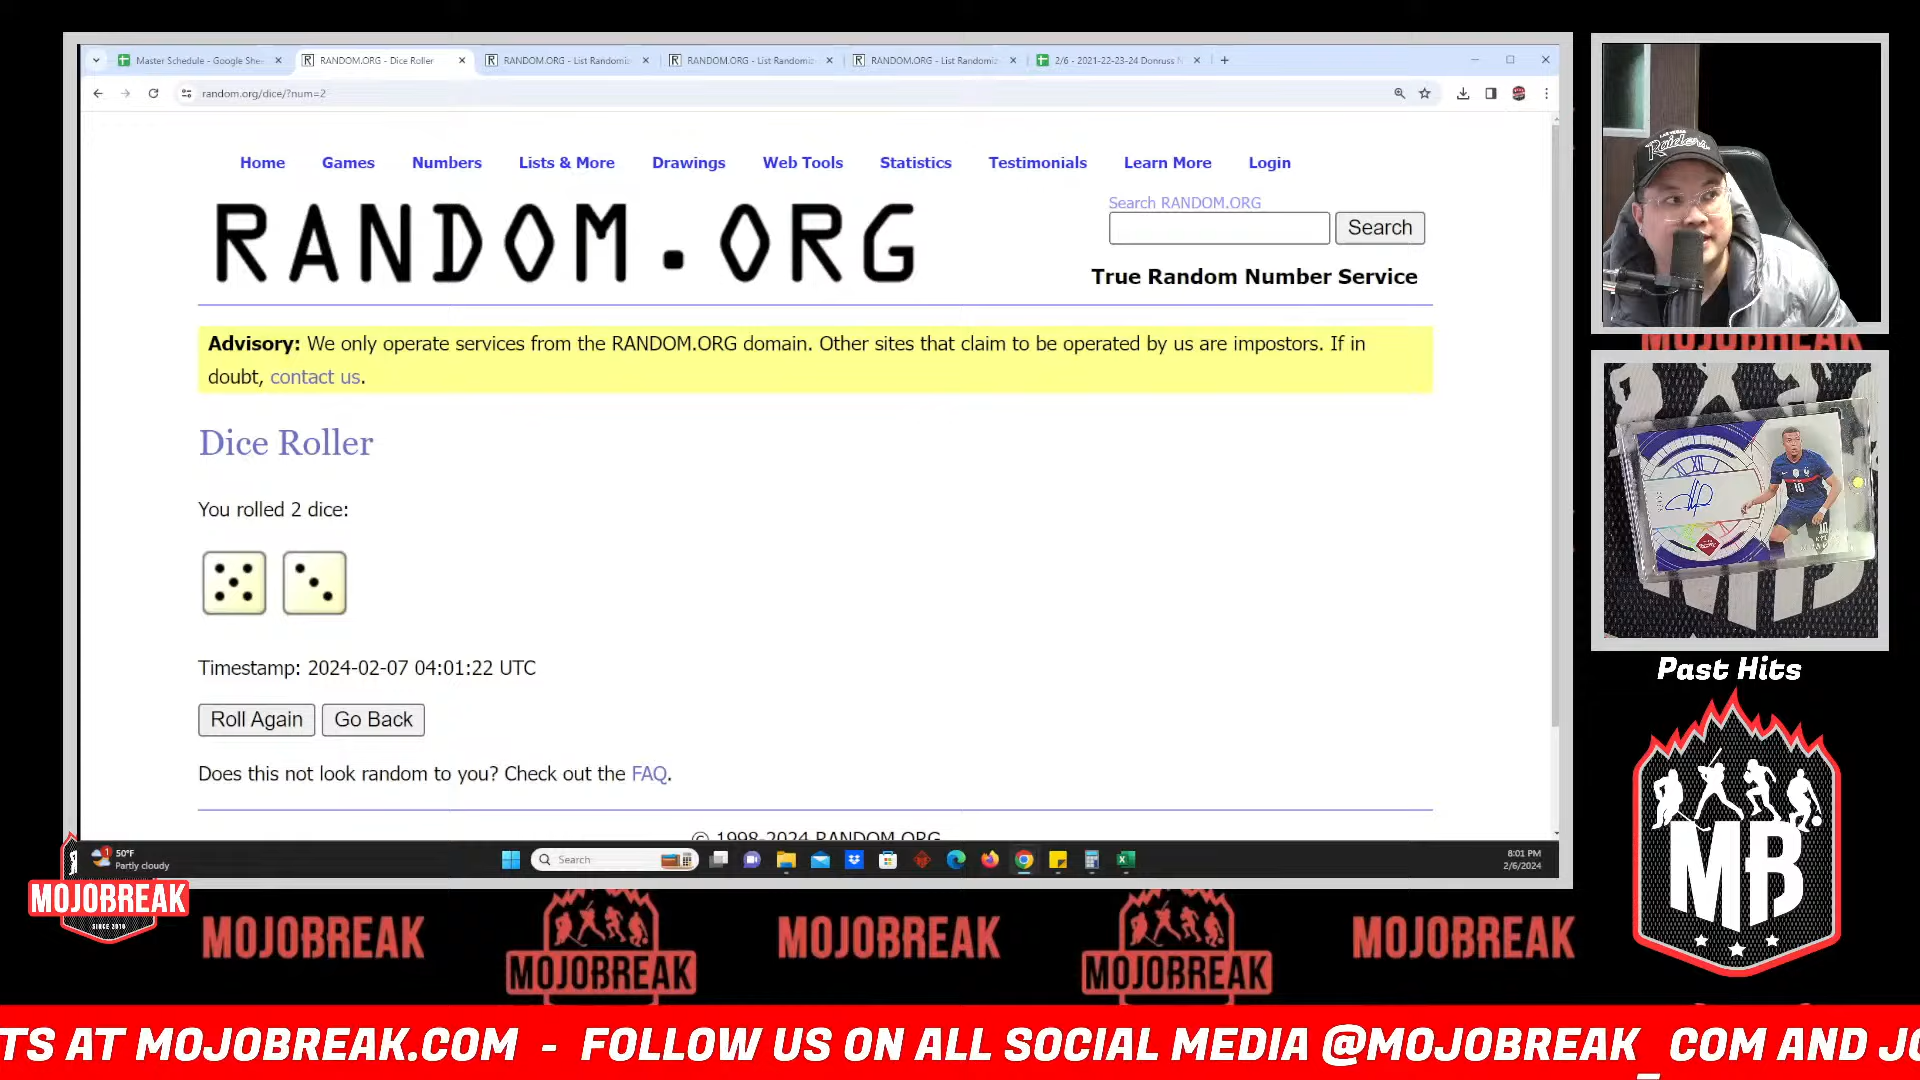 Master Schedule - Google Shee
RANDOM.ORG - Dice Roller
RANDOM.ORG - List Randomiz
RANDOM.ORG - List Randomiz
RANDOM.ORG - List Randomiz
2/6 - 2021-22-23-24 Donruss
random.org/dice/?num=2
Home Games Numbers Lists & More Drawings Web Tools Statistics Testimonials Learn More Login
RANDOM.ORG
Search RANDOM.ORG
Search
True Random Number Service
Advisory: We only operate services from the RANDOM.ORG domain. Other sites that claim to be operated by us are impostors. If in
doubt, contact us.
Dice Roller
You rolled 2 dice:
Timestamp: 2024-02-07 04:01:22 UTC
Roll Again Go Back
Does this not look random to you? Check out the FAQ.
© 1998-2024 RANDOM.ORG
1
50°F
Partly cloudy
Search
8:01 PM
2/6/2024
Raiders
10
Past Hits
MB
MOJOBREAK
SINCE 2010
MOJOBREAK
MOJOBREAK
MOJOBREAK
MOJOBREAK
MOJOBREAK
TS AT MOJOBREAK.COM - FOLLOW US ON ALL SOCIAL MEDIA @MOJOBREAK_COM AND JO